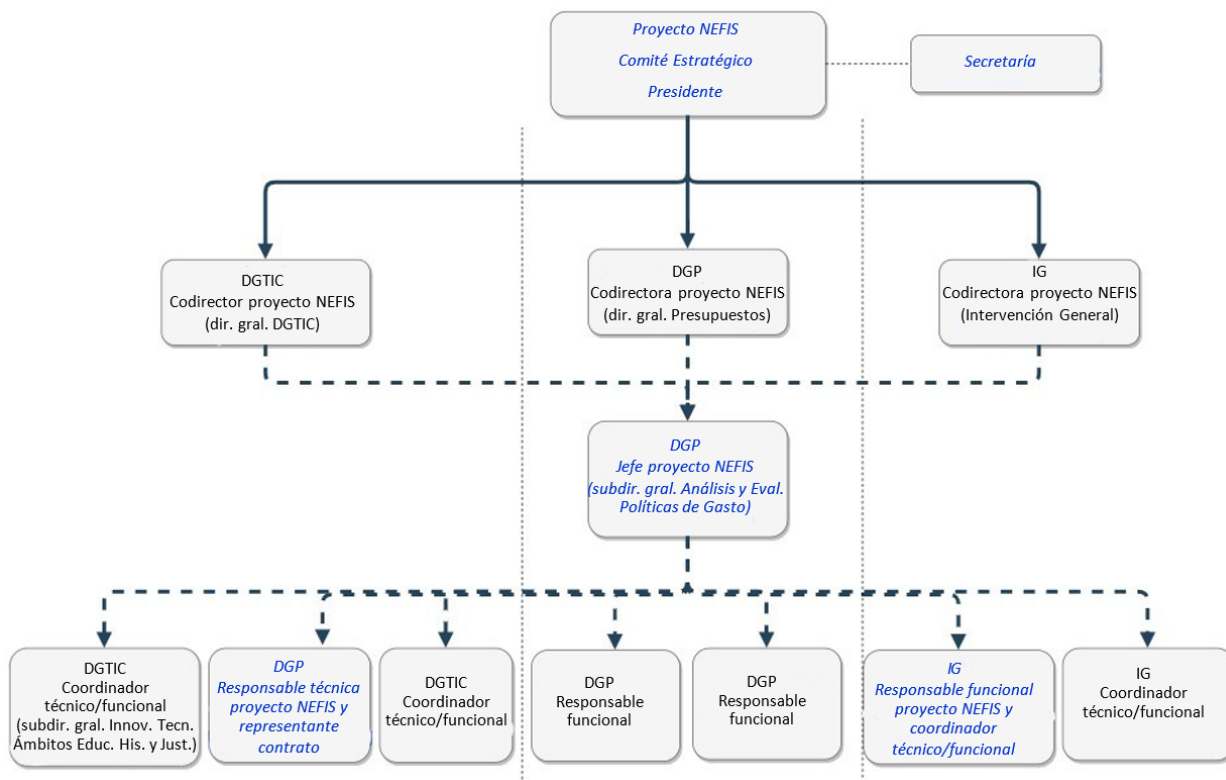 Proyecto NEFIS
Comité Estratégico
Presidente
Secretaría
DGTIC
Codirector proyecto NEFIS
(dir. gral. DGTIC)
DGP
Codirectora proyecto NEFIS
(dir. gral. Presupuestos)
IG
Codirectora proyecto NEFIS
(Intervención General)
DGP
Jefe proyecto NEFIS
(subdir. gral. Análisis y Eval.
Políticas de Gasto)
DGTIC
Coordinador
técnico/funcional
(subdir. gral. Innov. Tecn.
Ámbitos Educ. His. y Just.)
DGP
Responsable técnica
proyecto NEFIS y
representante
contrato
DGTIC
Coordinador
técnico/funcional
DGP
Responsable
funcional
DGP
Responsable
funcional
IG
Responsable funcional
proyecto NEFIS y
coordinador
técnico/funcional
IG
Coordinador
técnico/funcional